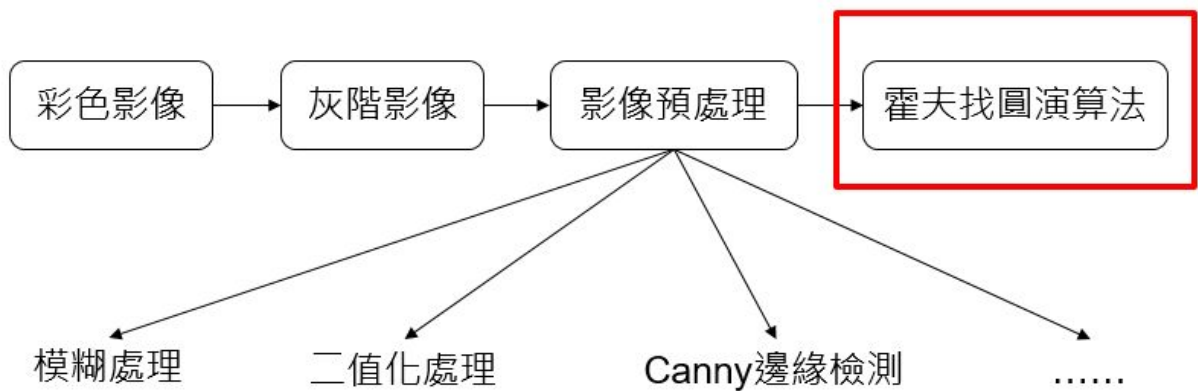 彩色影像
灰階影像
影像預處理
霍夫找圓演算法
模糊處理
二值化處理
Canny邊緣檢測
......